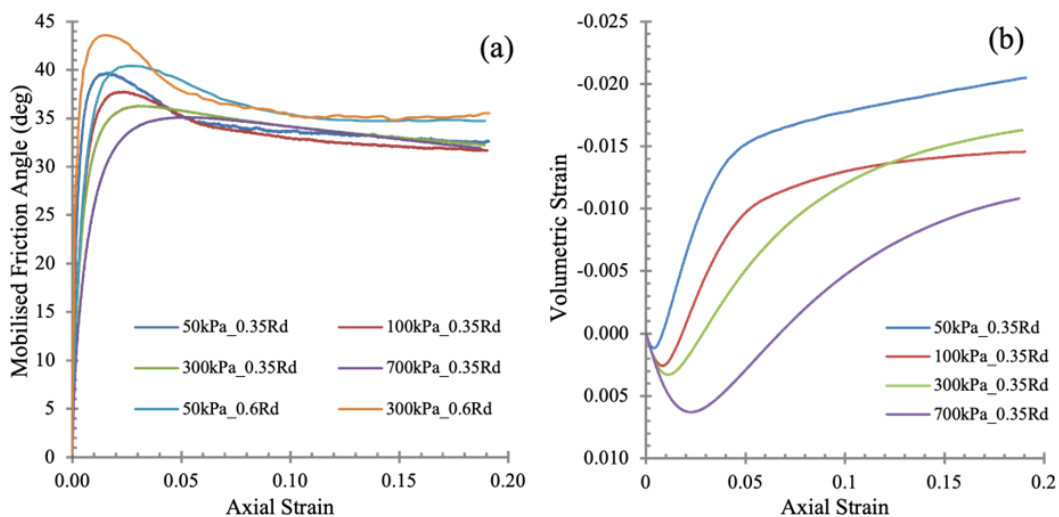 (a)
Mobilised Friction Angle (deg)
45
40
35
30
25
20
15
10
5
0
50kPa_0.35Rd
100kPa_0.35Rd
300kPa_0.35Rd
700kPa_0.35Rd
50kPa_0.6Rd
300kPa_0.6Rd
0.00
0.05
0.10
0.15
0.20
Axial Strain
(b)
Volumetric Strain
-0.025
-0.020
-0.015
-0.010
-0.005
0.000
0.005
0.010
50kPa_0.35Rd
100kPa_0.35Rd
300kPa_0.35Rd
700kPa_0.35Rd
0
0.05
0.1
0.15
0.2
Axial Strain